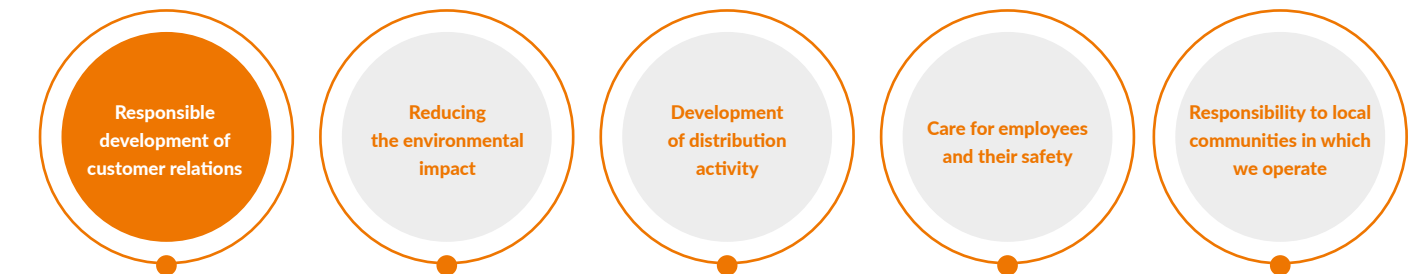 Responsible
development of
customer relations
Reducing
the environmental
impact
Development
of distribution
activity
Care for employees
and their safety
Responsibility to local
communities in which
we operate